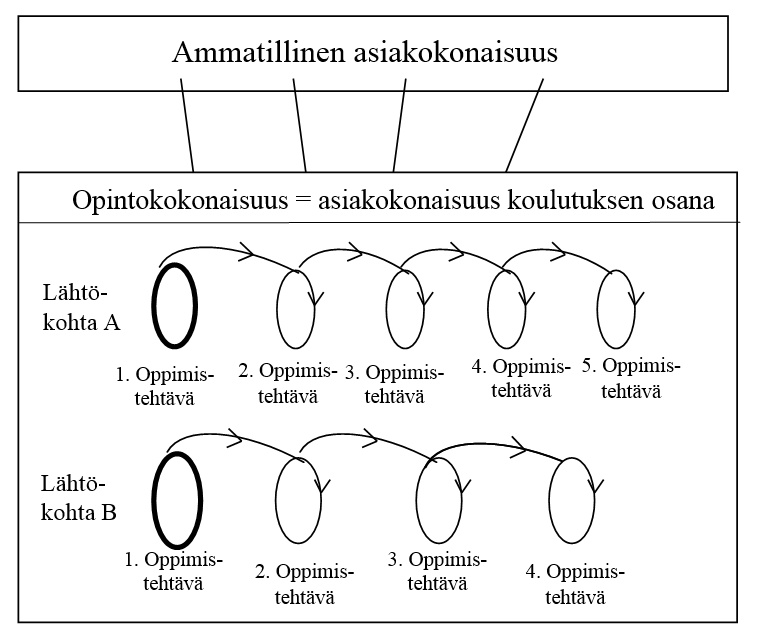 Ammatillinen asiakokonaisuus
Opintokokonaisuus = asiakokonaisuus koulutuksen osana
Lähtö-
kohta A
1. Oppimis-
tehtävä
2. Oppimis-
tehtävä
3. Oppimis-
tehtävä
4. Oppimis-
tehtävä
5. Oppimis-
tehtävä
Lähtö-
kohta B
1. Oppimis-
tehtävä
2. Oppimis-
tehtävä
3. Oppimis-
tehtävä
4. Oppimis-
tehtävä